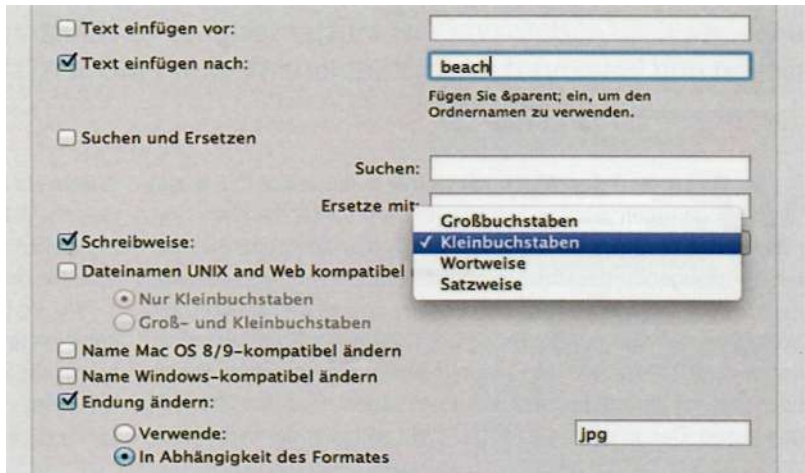 Text einfügen vor:
Text einfügen nach: beach
Fügen Sie &parent; ein, um den
Ordnernamen zu verwenden.
Suchen und Ersetzen
Suchen:
Ersetze mit:
Großbuchstaben
Schreibweise: ✓ Kleinbuchstaben
Wortweise
Dateinamen UNIX and Web kompatibel
Satzweise
Nur Kleinbuchstaben
Groß- und Kleinbuchstaben
Name Mac OS 8/9-kompatibel ändern
Name Windows-kompatibel ändern
Endung ändern:
Verwende: jpg
In Abhängigkeit des Formates